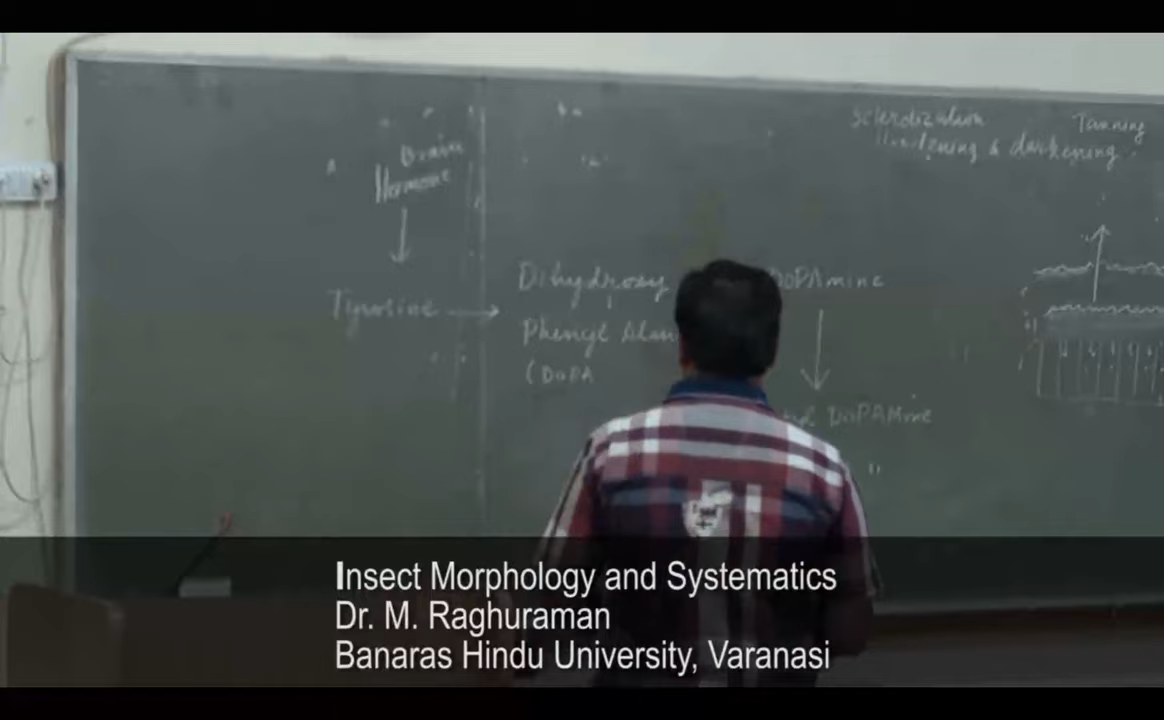 Sclerotization Tanning
Hardening & darkening
Brain
Hormone
Tyrosine
Dihydroxy
Phenyl Alan
(DOPA
DOPAmine
DOPAmine
Insect Morphology and Systematics
Dr. M. Raghuraman
Banaras Hindu University, Varanasi